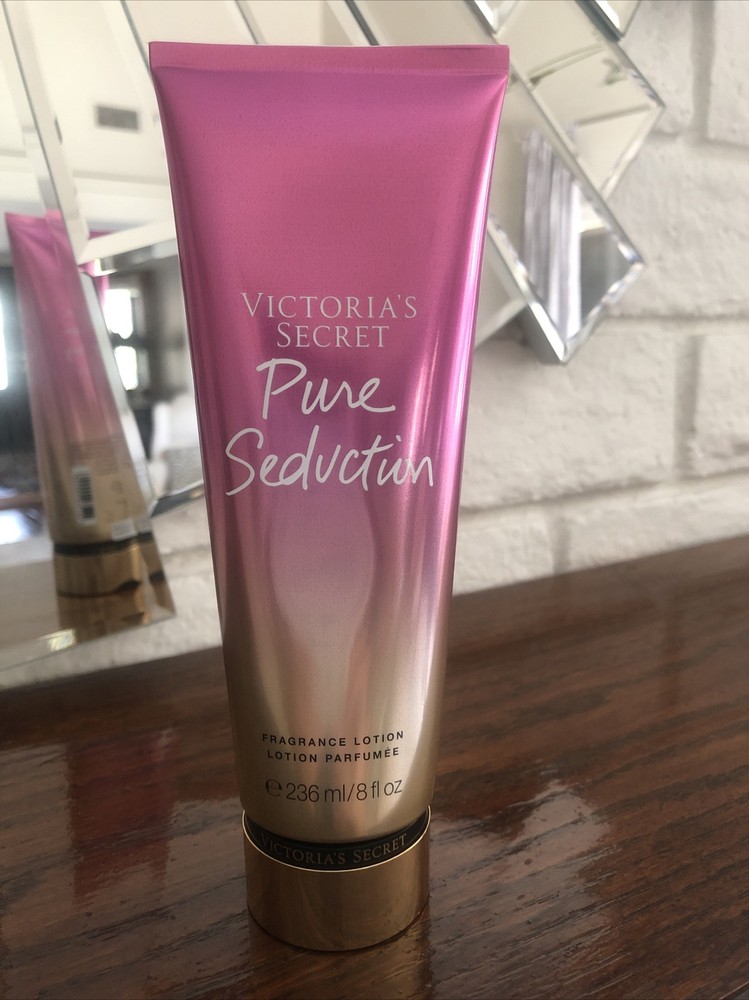 VICTORIA'S
SECRET
Pure
Seduction
FRAGRANCE LOTION
LOTION PARFUMÉE
℮ 236 ml/8 fl oz
VICTORIA'S SECRET